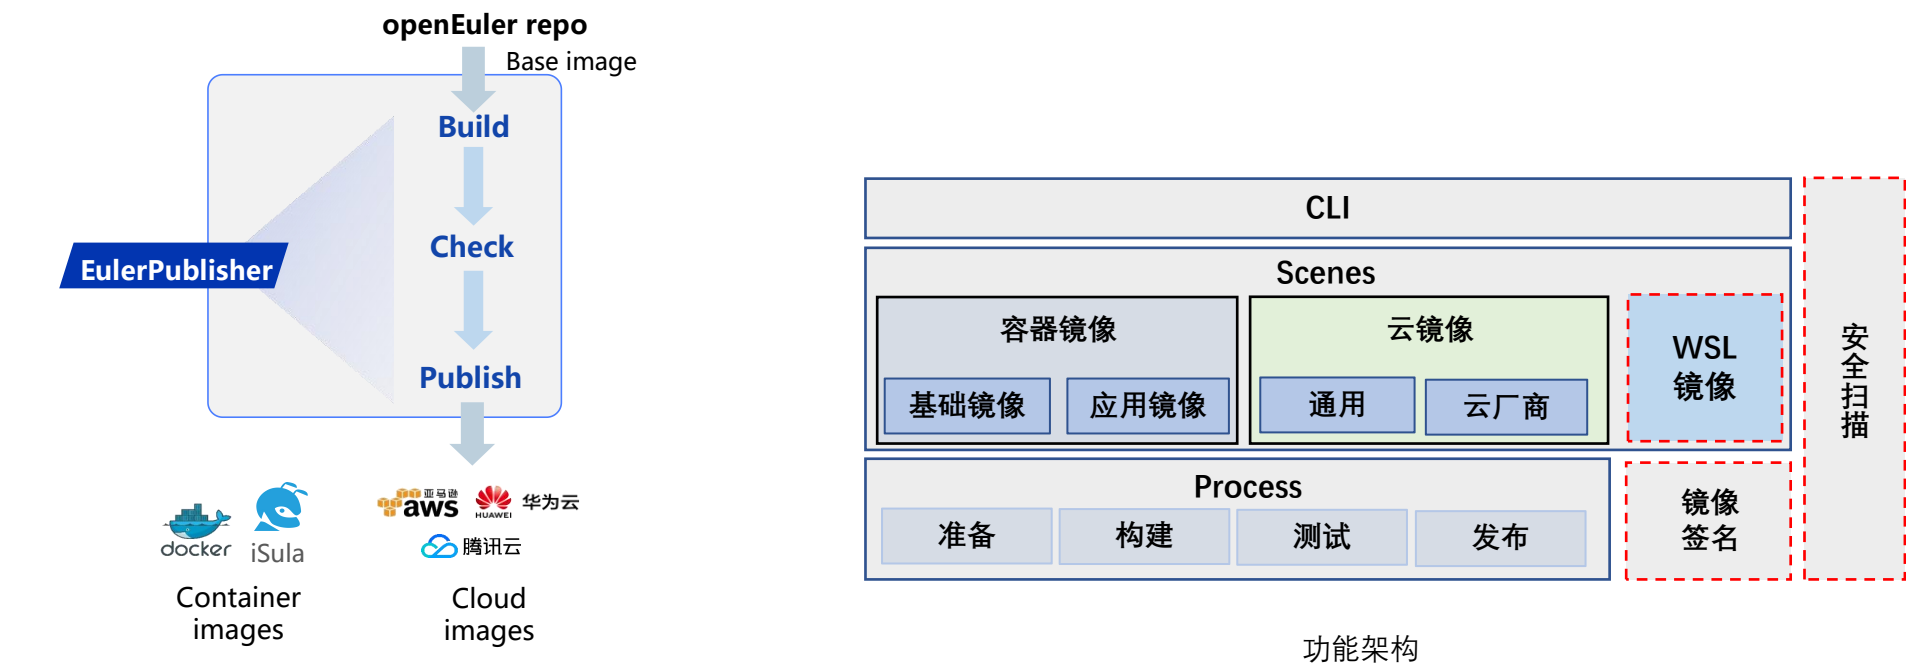 openEuler repo
Base image
Build
Check
EulerPublisher
Publish
docker
iSula
亚马逊
aws
HUAWEI
华为云
腾讯云
Container
images
Cloud
images
CLI
Scenes
容器镜像
基础镜像
应用镜像
云镜像
通用
云厂商
WSL
镜像
Process
准备
构建
测试
发布
镜像
签名
安全扫描
功能架构